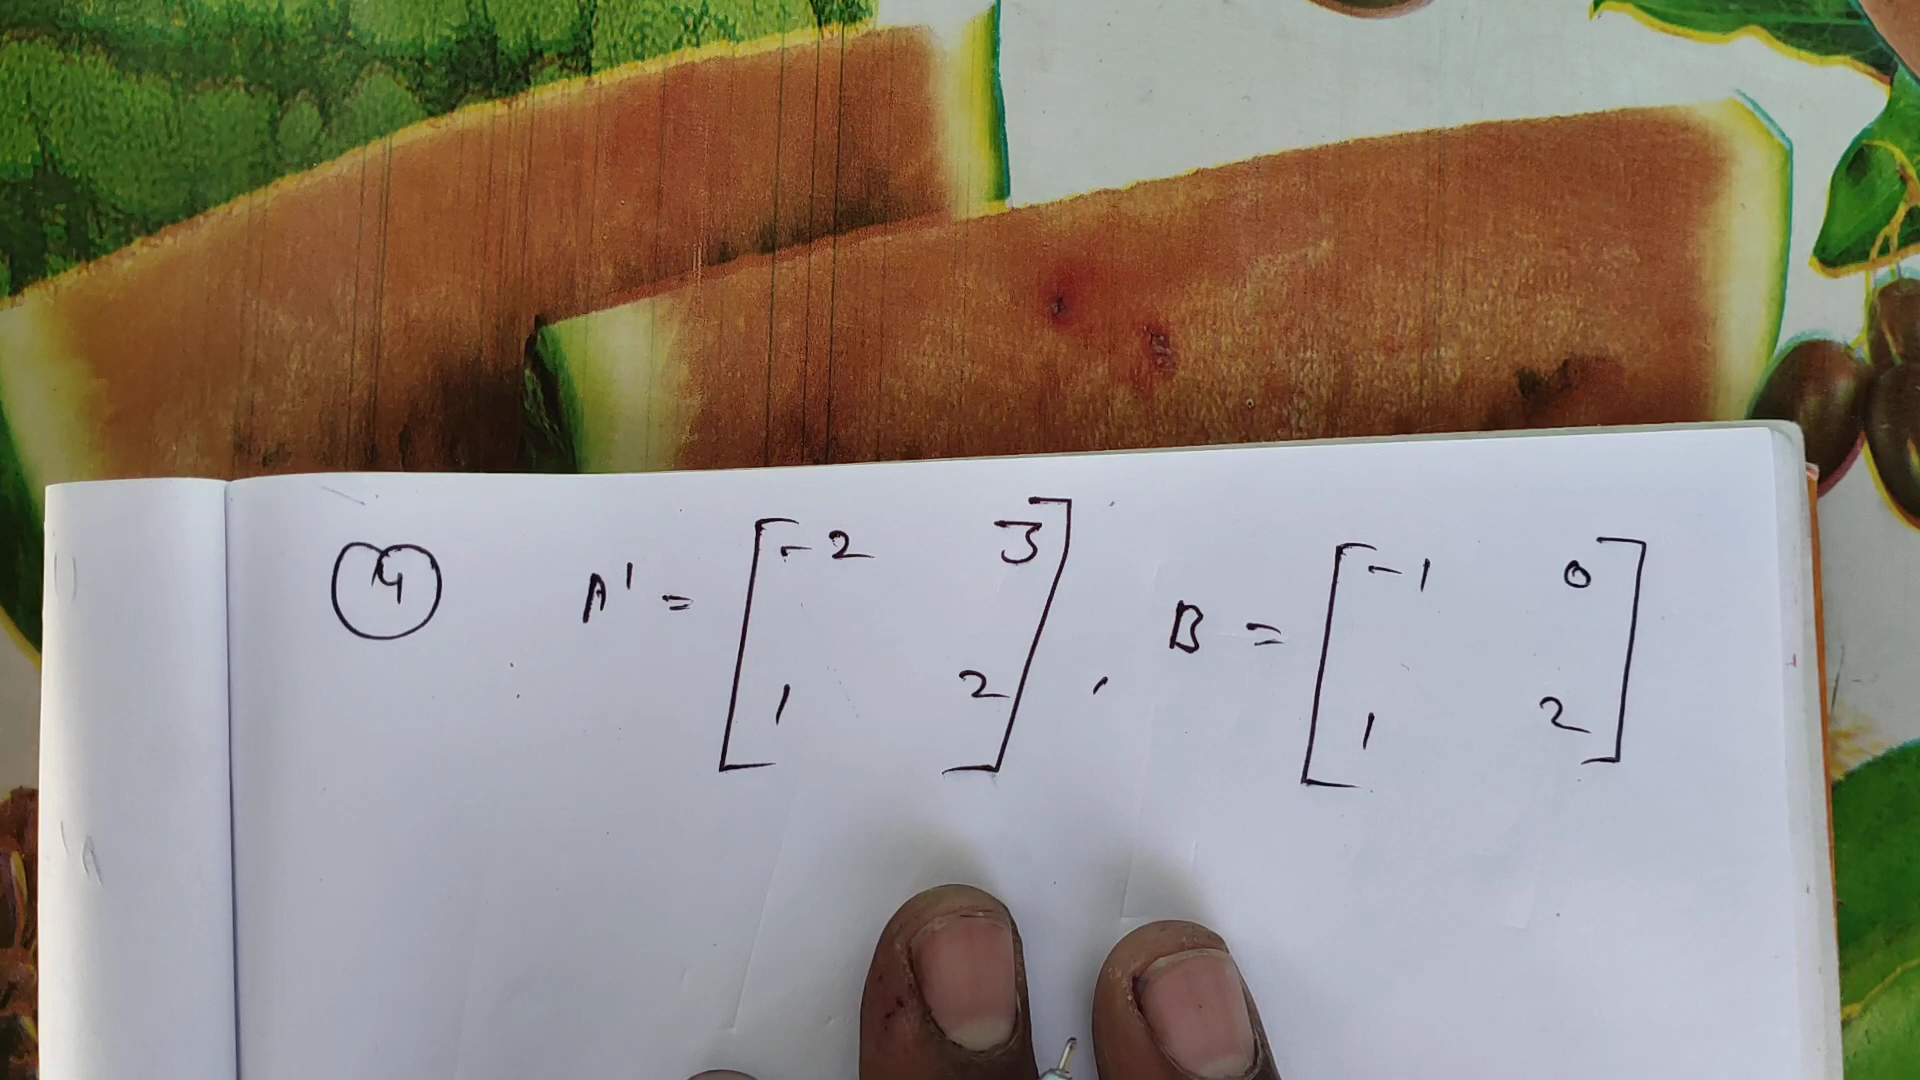 4 A' = [ -2 3 , B = [ -1 0
1 2 ] 1 2 ]